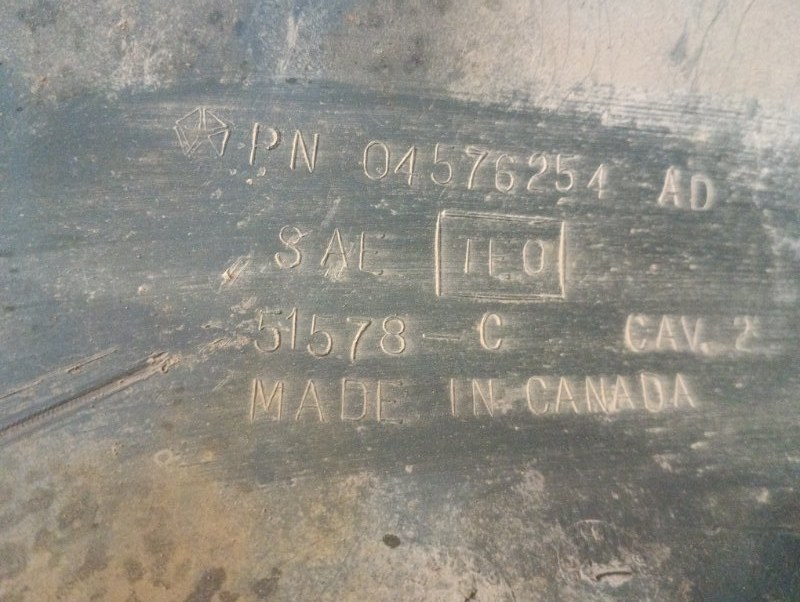 PN 04576254 AD
SAE TEO
51578-C CAV. 2
MADE IN CANADA